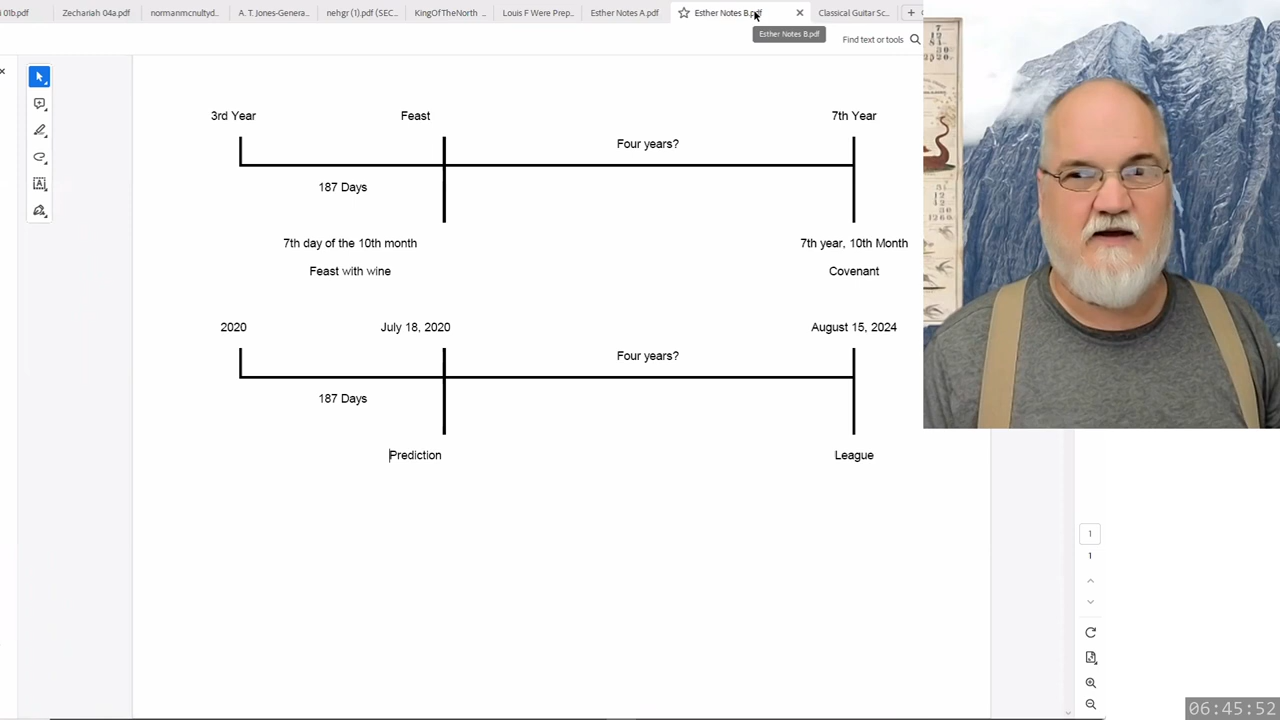 i 01b.pdf
Zechariah 04a.pdf
normanmcnultyd...
A. T. Jones-Genera...
nehgr (1).pdf (SEC...
KingOfTheNorth ...
Louis F Were Prep...
Esther Notes A.pdf
Esther Notes B.pdf
Classical Guitar Sc...
Esther Notes B.pdf
Find text or tools
3rd Year
Feast
7th Year
Four years?
187 Days
7th day of the 10th month
7th year, 10th Month
Feast with wine
Covenant
2020
July 18, 2020
August 15, 2024
Four years?
187 Days
Prediction
League
1
1
06:45:52